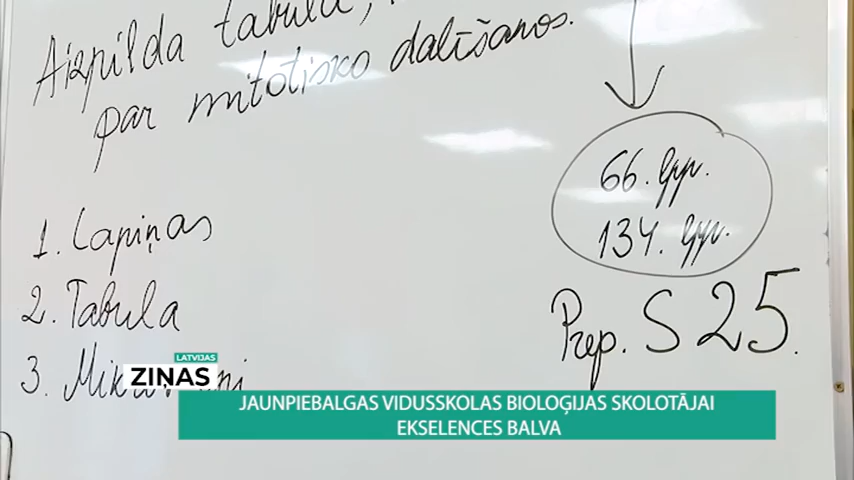 Aizpilda tabulu,
par mitotisko dalīšanos.
66. lpp.
134. lpp.
1. Lapiņas
2. Tabula
Prep. S 25.
3.
LATVIJAS
ZIŅAS
JAUNPIEBALGAS VIDUSSKOLAS BIOLOĢIJAS SKOLOTĀJAI
EKSELENCES BALVA